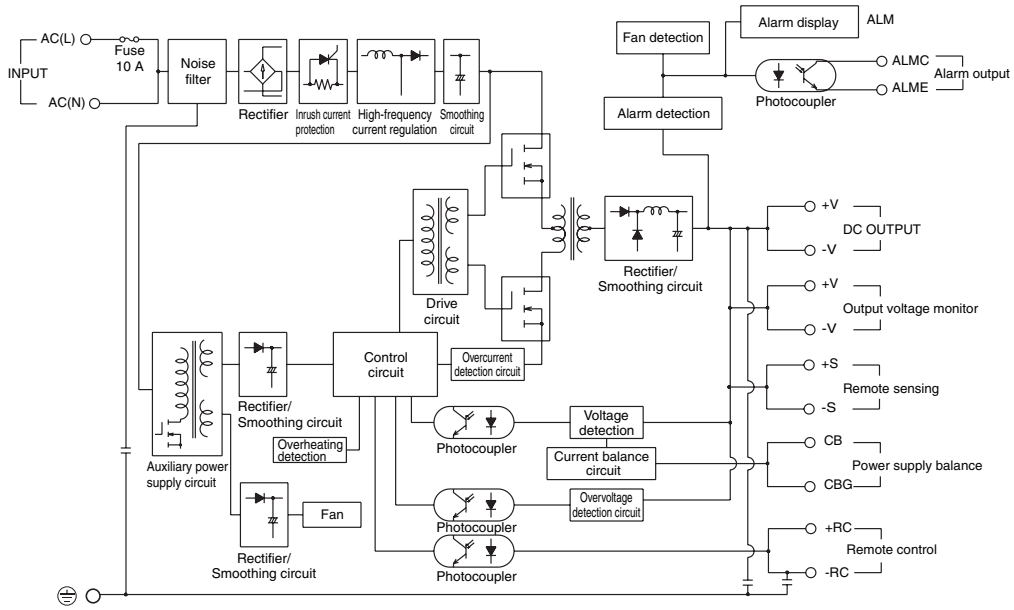 AC(L)
Fuse
10 A
INPUT
AC(N)
Noise
filter
Rectifier
Inrush current
protection
High-frequency
current regulation
Smoothing
circuit
Fan detection
Alarm display
ALM
ALMC
Alarm output
ALME
Photocoupler
Alarm detection
Drive
circuit
Rectifier/
Smoothing circuit
+V
DC OUTPUT
-V
+V
Output voltage monitor
-V
+S
Remote sensing
-S
CB
Power supply balance
CBG
+RC
Remote control
-RC
Control
circuit
Overcurrent
detection circuit
Rectifier/
Smoothing circuit
Overheating
detection
Auxiliary power
supply circuit
Fan
Rectifier/
Smoothing circuit
Photocoupler
Voltage
detection
Current balance
circuit
Photocoupler
Overvoltage
detection circuit
Photocoupler